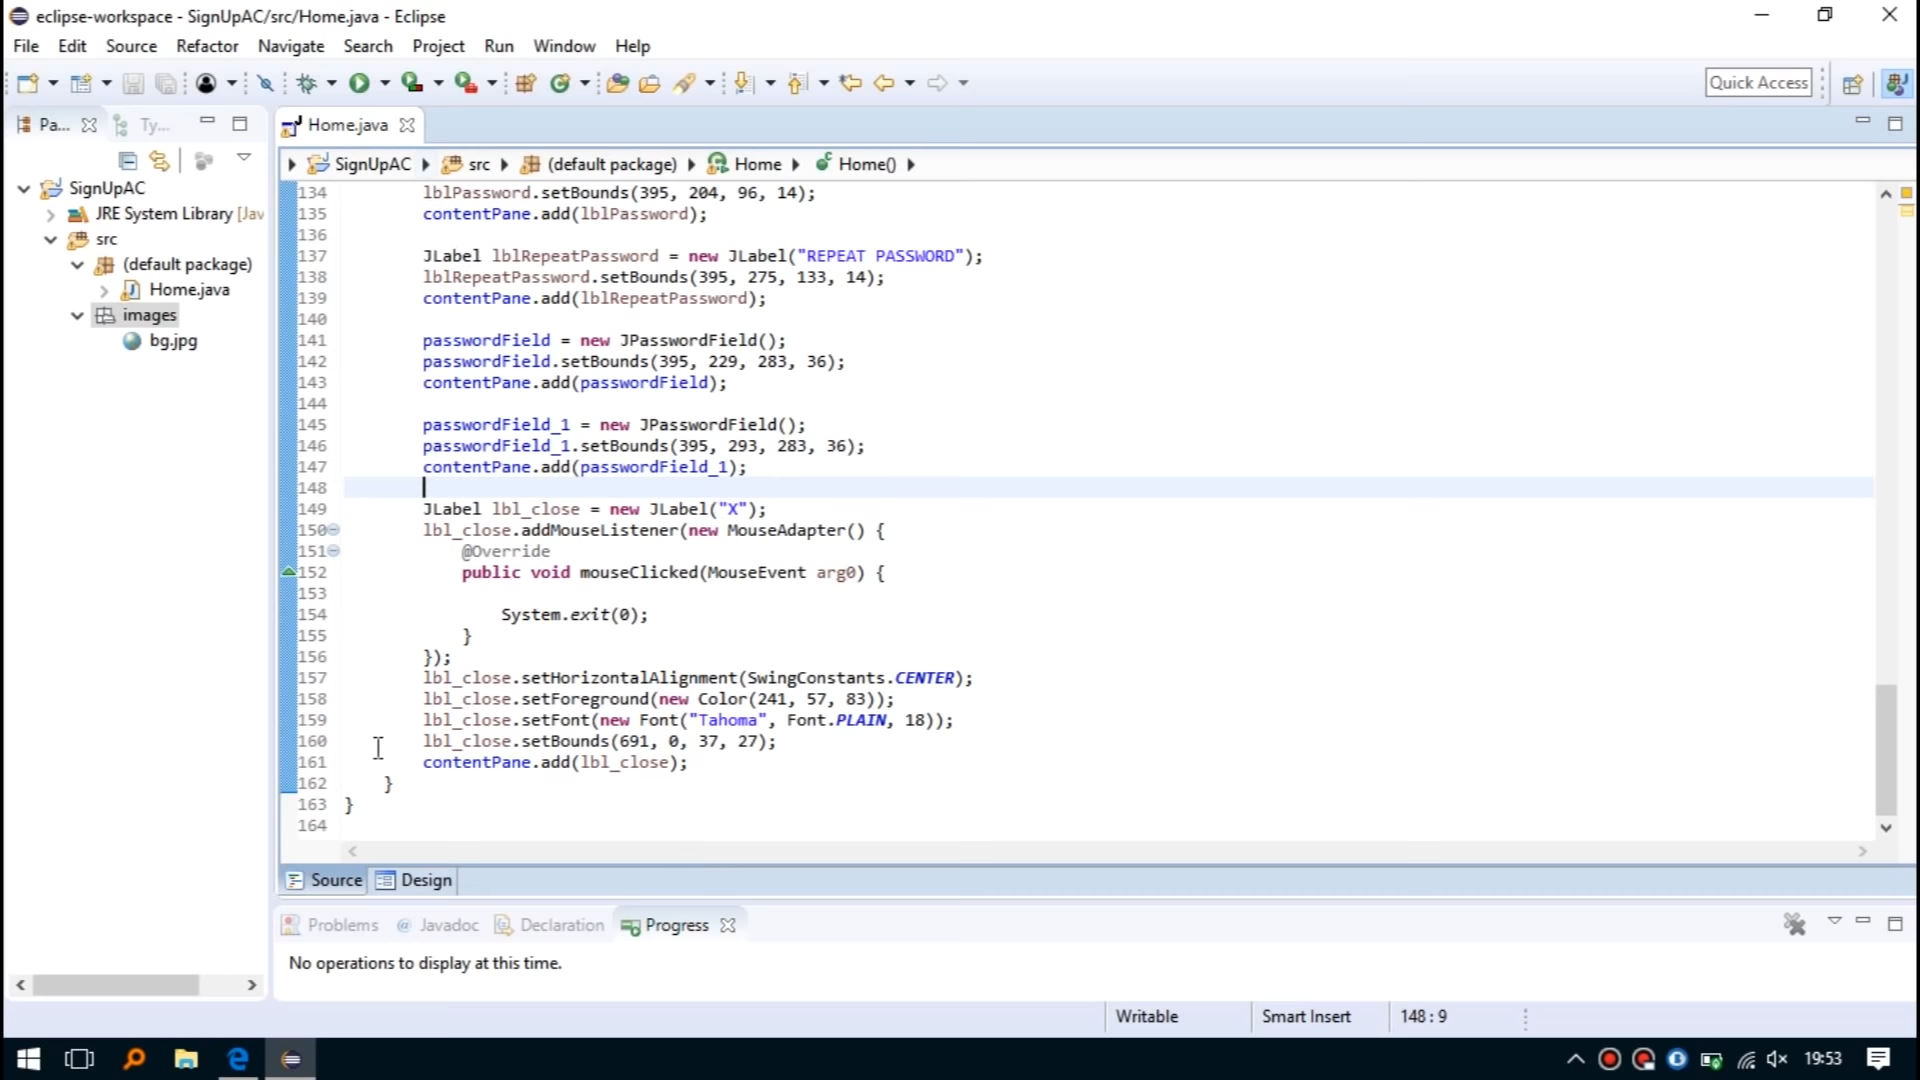 eclipse-workspace - SignUpAC/src/Home.java - Eclipse
File Edit Source Refactor Navigate Search Project Run Window Help
Quick Access
Pa... Ty...
Home.java
SignUpAC src (default package) Home Home()
SignUpAC
JRE System Library [Jav
src
(default package)
Home.java
images
bg.jpg
134 lblPassword.setBounds(395, 204, 96, 14);
135 contentPane.add(lblPassword);
136
137 JLabel lblRepeatPassword = new JLabel("REPEAT PASSWORD");
138 lblRepeatPassword.setBounds(395, 275, 133, 14);
139 contentPane.add(lblRepeatPassword);
140
141 passwordField = new JPasswordField();
142 passwordField.setBounds(395, 229, 283, 36);
143 contentPane.add(passwordField);
144
145 passwordField_1 = new JPasswordField();
146 passwordField_1.setBounds(395, 293, 283, 36);
147 contentPane.add(passwordField_1);
148
149 JLabel lbl_close = new JLabel("X");
150 lbl_close.addMouseListener(new MouseAdapter() {
151 @Override
152 public void mouseClicked(MouseEvent arg0) {
153
154 System.exit(0);
155 }
156 });
157 lbl_close.setHorizontalAlignment(SwingConstants.CENTER);
158 lbl_close.setForeground(new Color(241, 57, 83));
159 lbl_close.setFont(new Font("Tahoma", Font.PLAIN, 18));
160 lbl_close.setBounds(691, 0, 37, 27);
161 contentPane.add(lbl_close);
162 }
163 }
164
Source Design
Problems @ Javadoc Declaration Progress
No operations to display at this time.
Writable Smart Insert 148 : 9
19:53